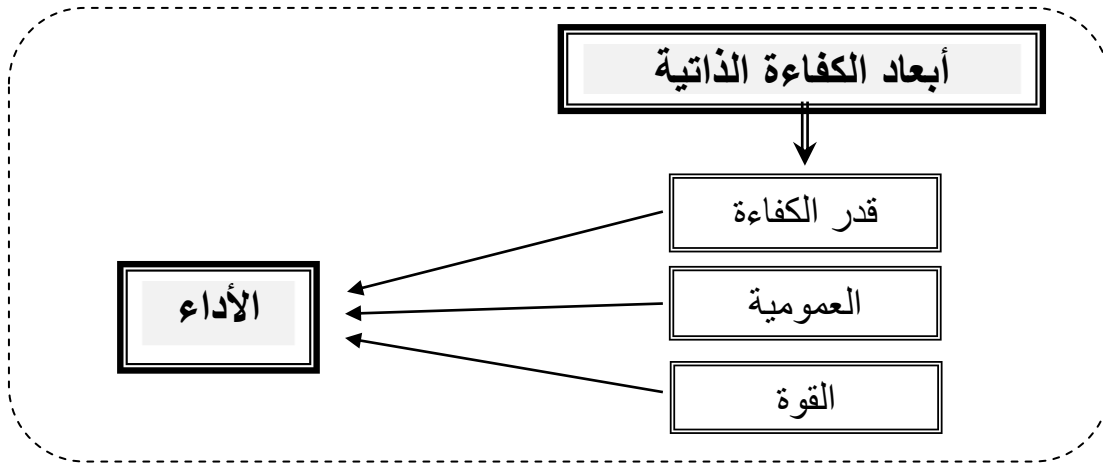 أبعاد الكفاءة الذاتية
قدر الكفاءة
العمومية
الأداء
القوة